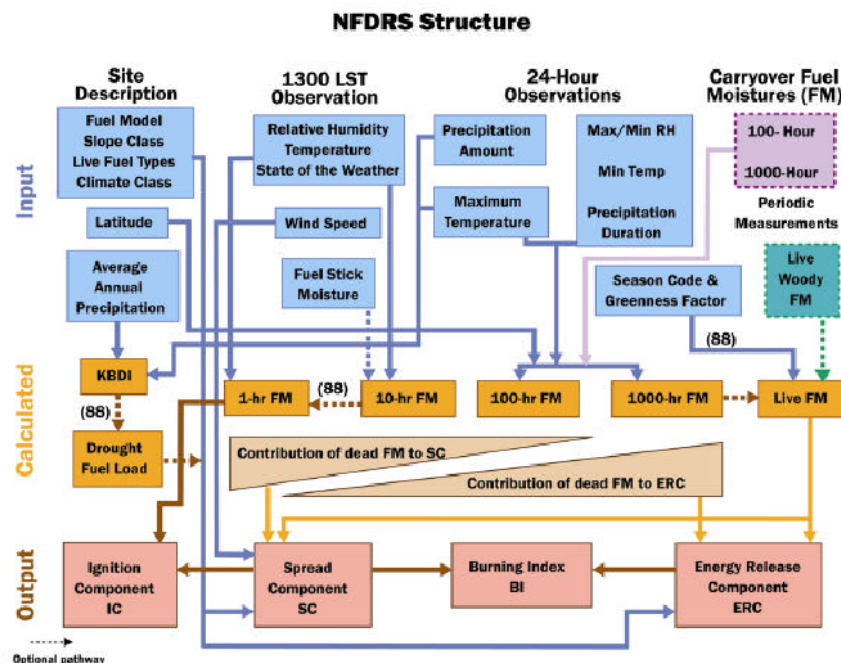 NFDRS Structure
Site
Description
1300 LST
Observation
24-Hour
Observations
Carryover Fuel
Moistures (FM)
Input
Fuel Model
Slope Class
Live Fuel Types
Climate Class
Relative Humidity
Temperature
State of the Weather
Precipitation
Amount
Max/Min RH
Min Temp
Precipitation
Duration
100- Hour
1000-Hour
Latitude
Wind Speed
Maximum
Temperature
Periodic
Measurements
Average
Annual
Precipitation
Fuel Stick
Moisture
Season Code &
Greenness Factor
Live
Woody
FM
(88)
Calculated
KBDI
(88)
1-hr FM
(88)
10-hr FM
100-hr FM
1000-hr FM
Live FM
Drought
Fuel Load
Contribution of dead FM to SC
Contribution of dead FM to ERC
Output
Ignition
Component
IC
Spread
Component
SC
Burning Index
BI
Energy Release
Component
ERC
Optional pathway